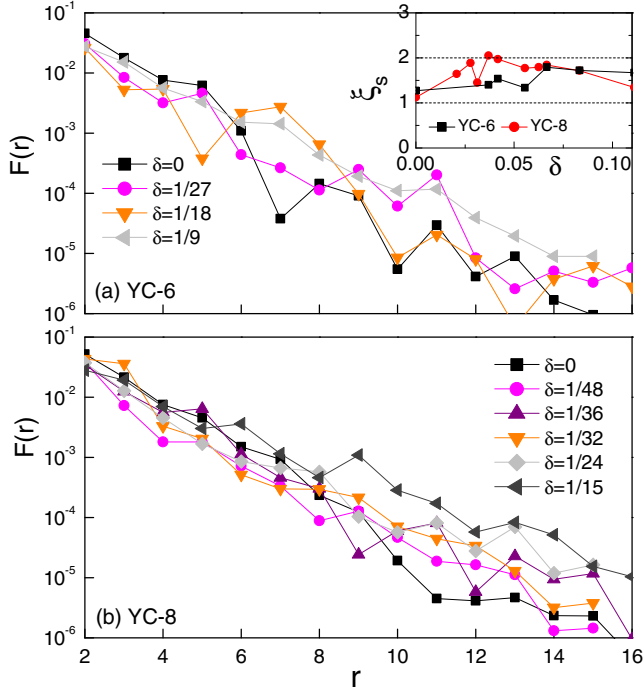 10⁻¹
10⁻²
10⁻³
10⁻⁴
10⁻⁵
10⁻⁶
F(r)
δ=0
δ=1/27
δ=1/18
δ=1/9
(a) YC-6
3
2
1
0
ξs
YC-6
YC-8
0.00
0.05
0.10
δ
10⁻¹
10⁻²
10⁻³
10⁻⁴
10⁻⁵
10⁻⁶
F(r)
δ=0
δ=1/48
δ=1/36
δ=1/32
δ=1/24
δ=1/15
(b) YC-8
2 4 6 8 10 12 14 16
r